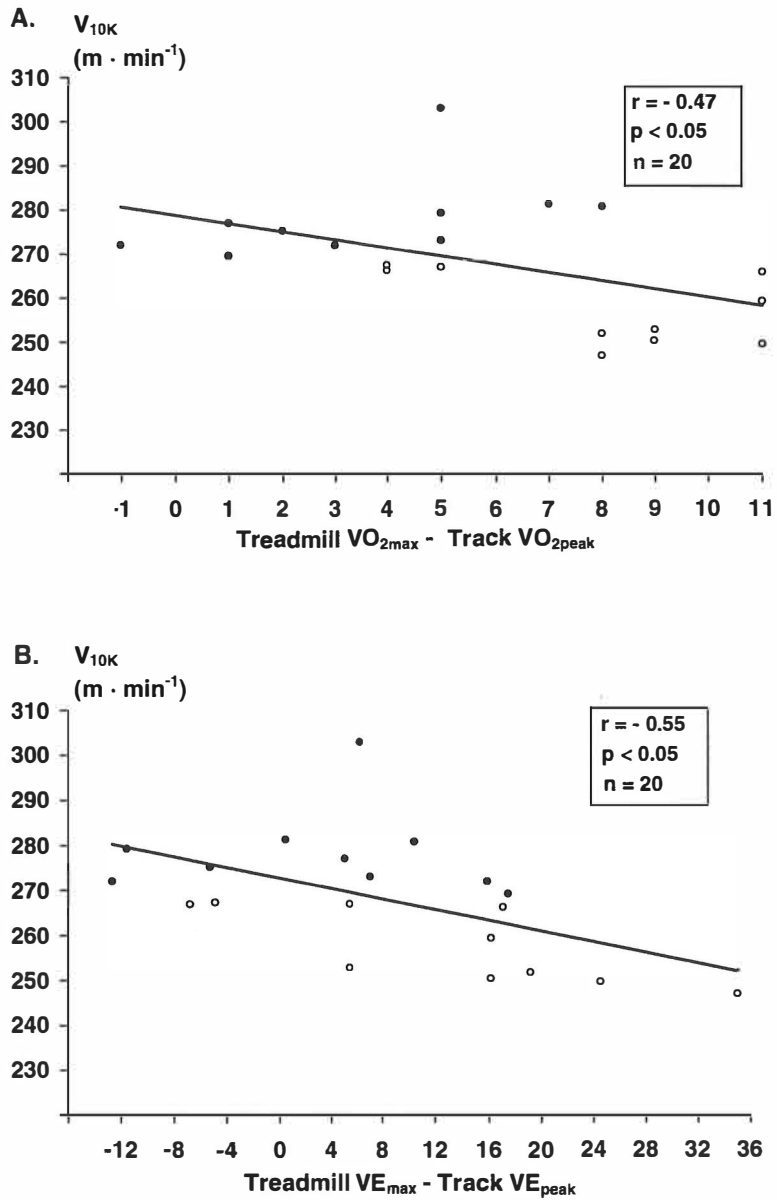 A.
V10K
(m · min-1)
310
300
290
280
270
260
250
240
230
r = - 0.47
p < 0.05
n = 20
-1 0 1 2 3 4 5 6 7 8 9 10 11
Treadmill VO2max - Track VO2peak
B.
V10K
(m · min-1)
310
300
290
280
270
260
250
240
230
r = - 0.55
p < 0.05
n = 20
-12 -8 -4 0 4 8 12 16 20 24 28 32 36
Treadmill VEmax - Track VEpeak